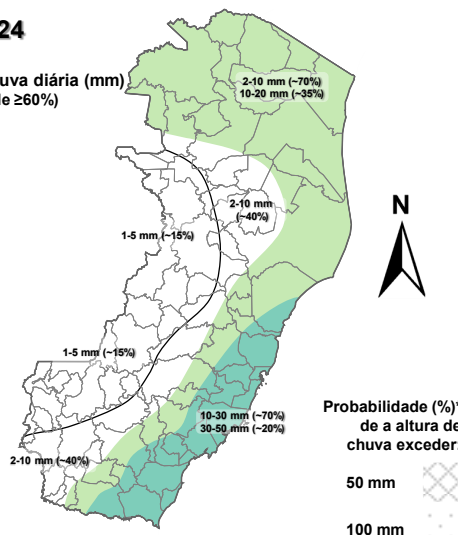 24
uva diária (mm)
le ≥60%)
2-10 mm (~70%)
10-20 mm (~35%)
2-10 mm
(~40%)
1-5 mm (~15%)
N
1-5 mm (~15%)
10-30 mm (~70%)
30-50 mm (~20%)
2-10 mm (~40%)
Probabilidade (%)*
de a altura de
chuva exceder:
50 mm
100 mm